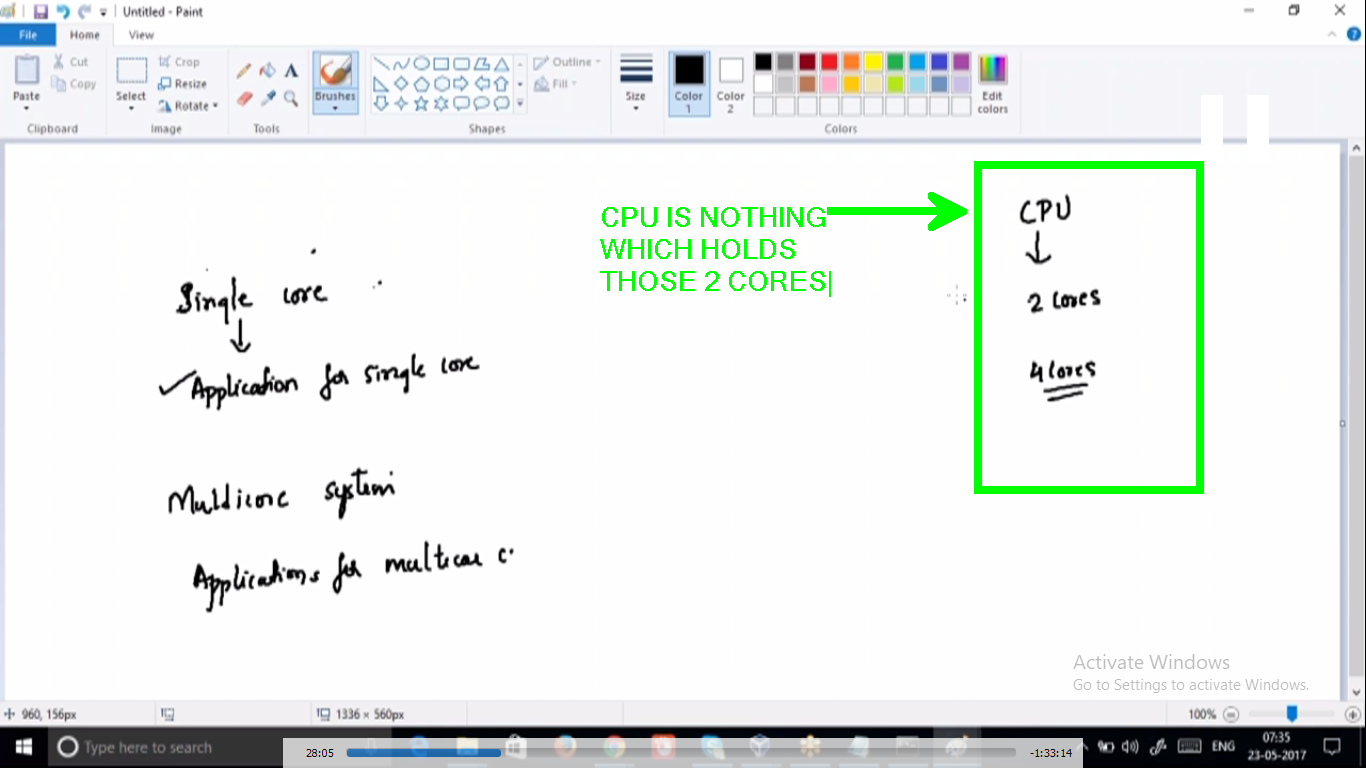 Untitled - Paint
File Home View
Paste Cut Copy Clipboard
Select Crop Resize Rotate Image
Tools
Brushes
Shapes
Outline Fill
Size
Color 1
Color 2
Edit colors
Colors
CPU IS NOTHING
WHICH HOLDS
THOSE 2 CORES
CPU
2 cores
4 cores
Single core
Application for single core
Multicore system
Applications for multicore c
Activate Windows
Go to Settings to activate Windows.
960, 156px
1336 × 560px
100%
Type here to search
28:05
-1:33:14
ENG
07:35
23-05-2017